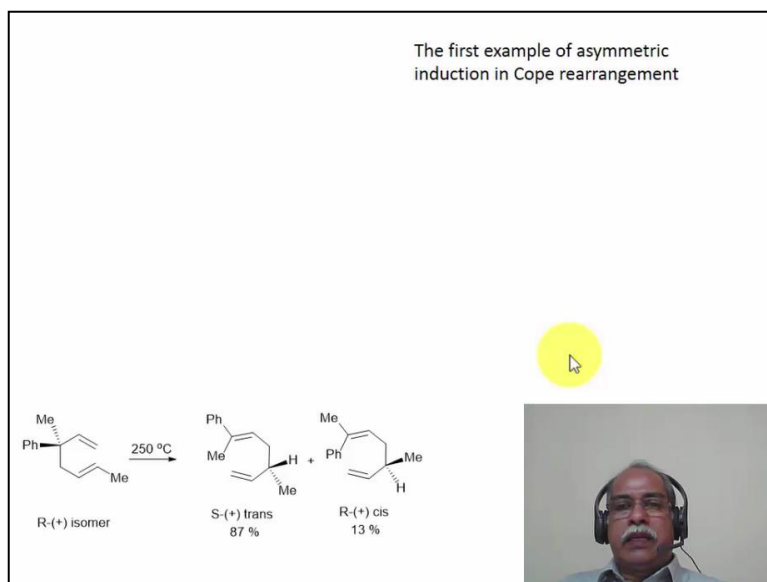 The first example of asymmetric
induction in Cope rearrangement
Me
Ph
Me
R-(+) isomer
250 ºC
Ph
Me
H
Me
S-(+) trans
87 %
+
Me
Ph
Me
H
R-(+) cis
13 %